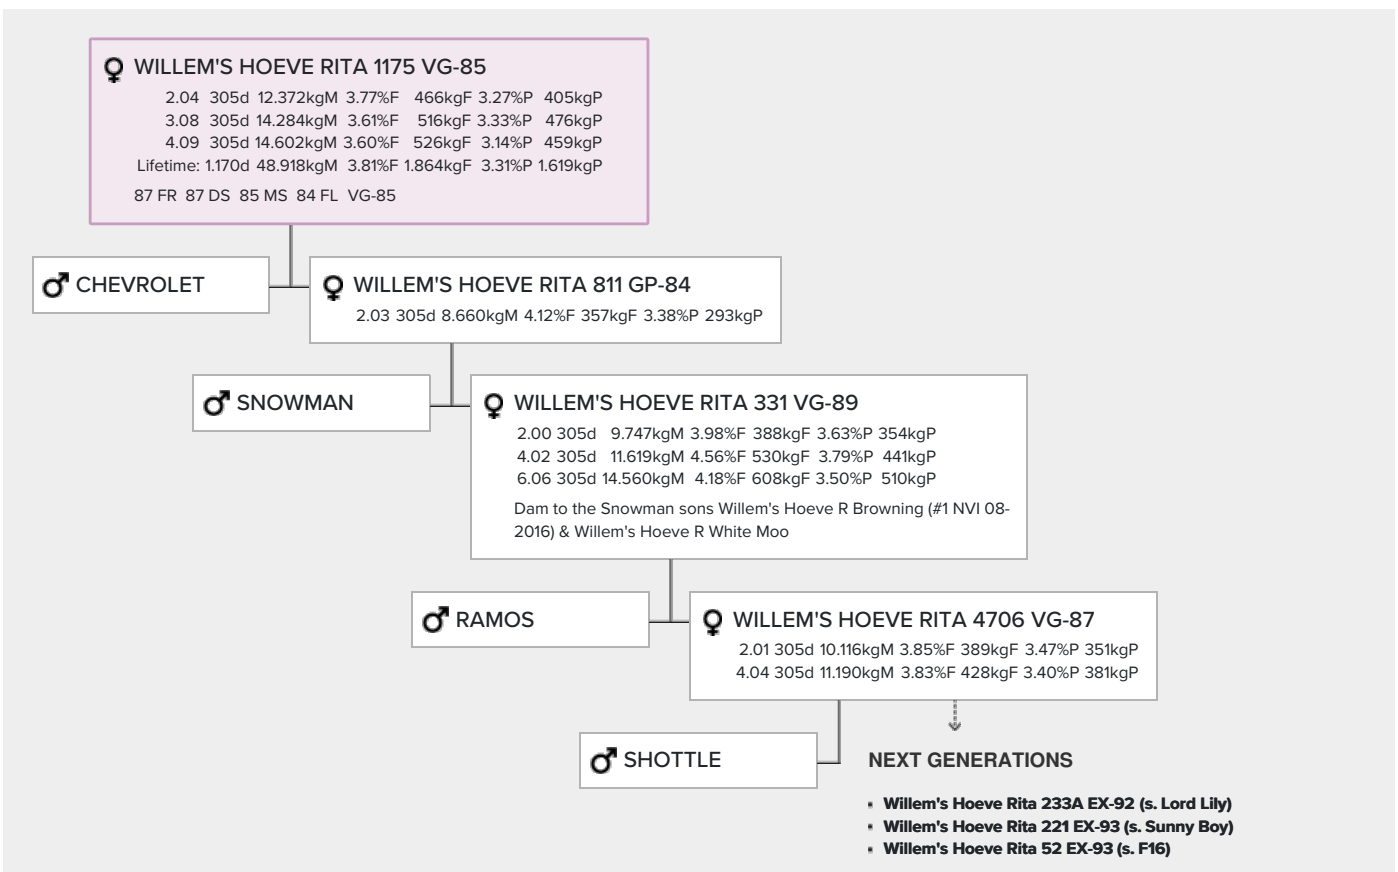 WILLEM'S HOEVE RITA 1175 VG-85
2.04 305d 12.372kgM 3.77%F 466kgF 3.27%P 405kgP
3.08 305d 14.284kgM 3.61%F 516kgF 3.33%P 476kgP
4.09 305d 14.602kgM 3.60%F 526kgF 3.14%P 459kgP
Lifetime: 1.170d 48.918kgM 3.81%F 1.864kgF 3.31%P 1.619kgP
87 FR 87 DS 85 MS 84 FL VG-85
CHEVROLET
WILLEM'S HOEVE RITA 811 GP-84
2.03 305d 8.660kgM 4.12%F 357kgF 3.38%P 293kgP
SNOWMAN
WILLEM'S HOEVE RITA 331 VG-89
2.00 305d 9.747kgM 3.98%F 388kgF 3.63%P 354kgP
4.02 305d 11.619kgM 4.56%F 530kgF 3.79%P 441kgP
6.06 305d 14.560kgM 4.18%F 608kgF 3.50%P 510kgP
Dam to the Snowman sons Willem's Hoeve R Browning (#1 NVI 08-
2016) & Willem's Hoeve R White Moo
RAMOS
WILLEM'S HOEVE RITA 4706 VG-87
2.01 305d 10.116kgM 3.85%F 389kgF 3.47%P 351kgP
4.04 305d 11.190kgM 3.83%F 428kgF 3.40%P 381kgP
SHOTTLE
NEXT GENERATIONS
Willem's Hoeve Rita 233A EX-92 (s. Lord Lily)
Willem's Hoeve Rita 221 EX-93 (s. Sunny Boy)
Willem's Hoeve Rita 52 EX-93 (s. F16)